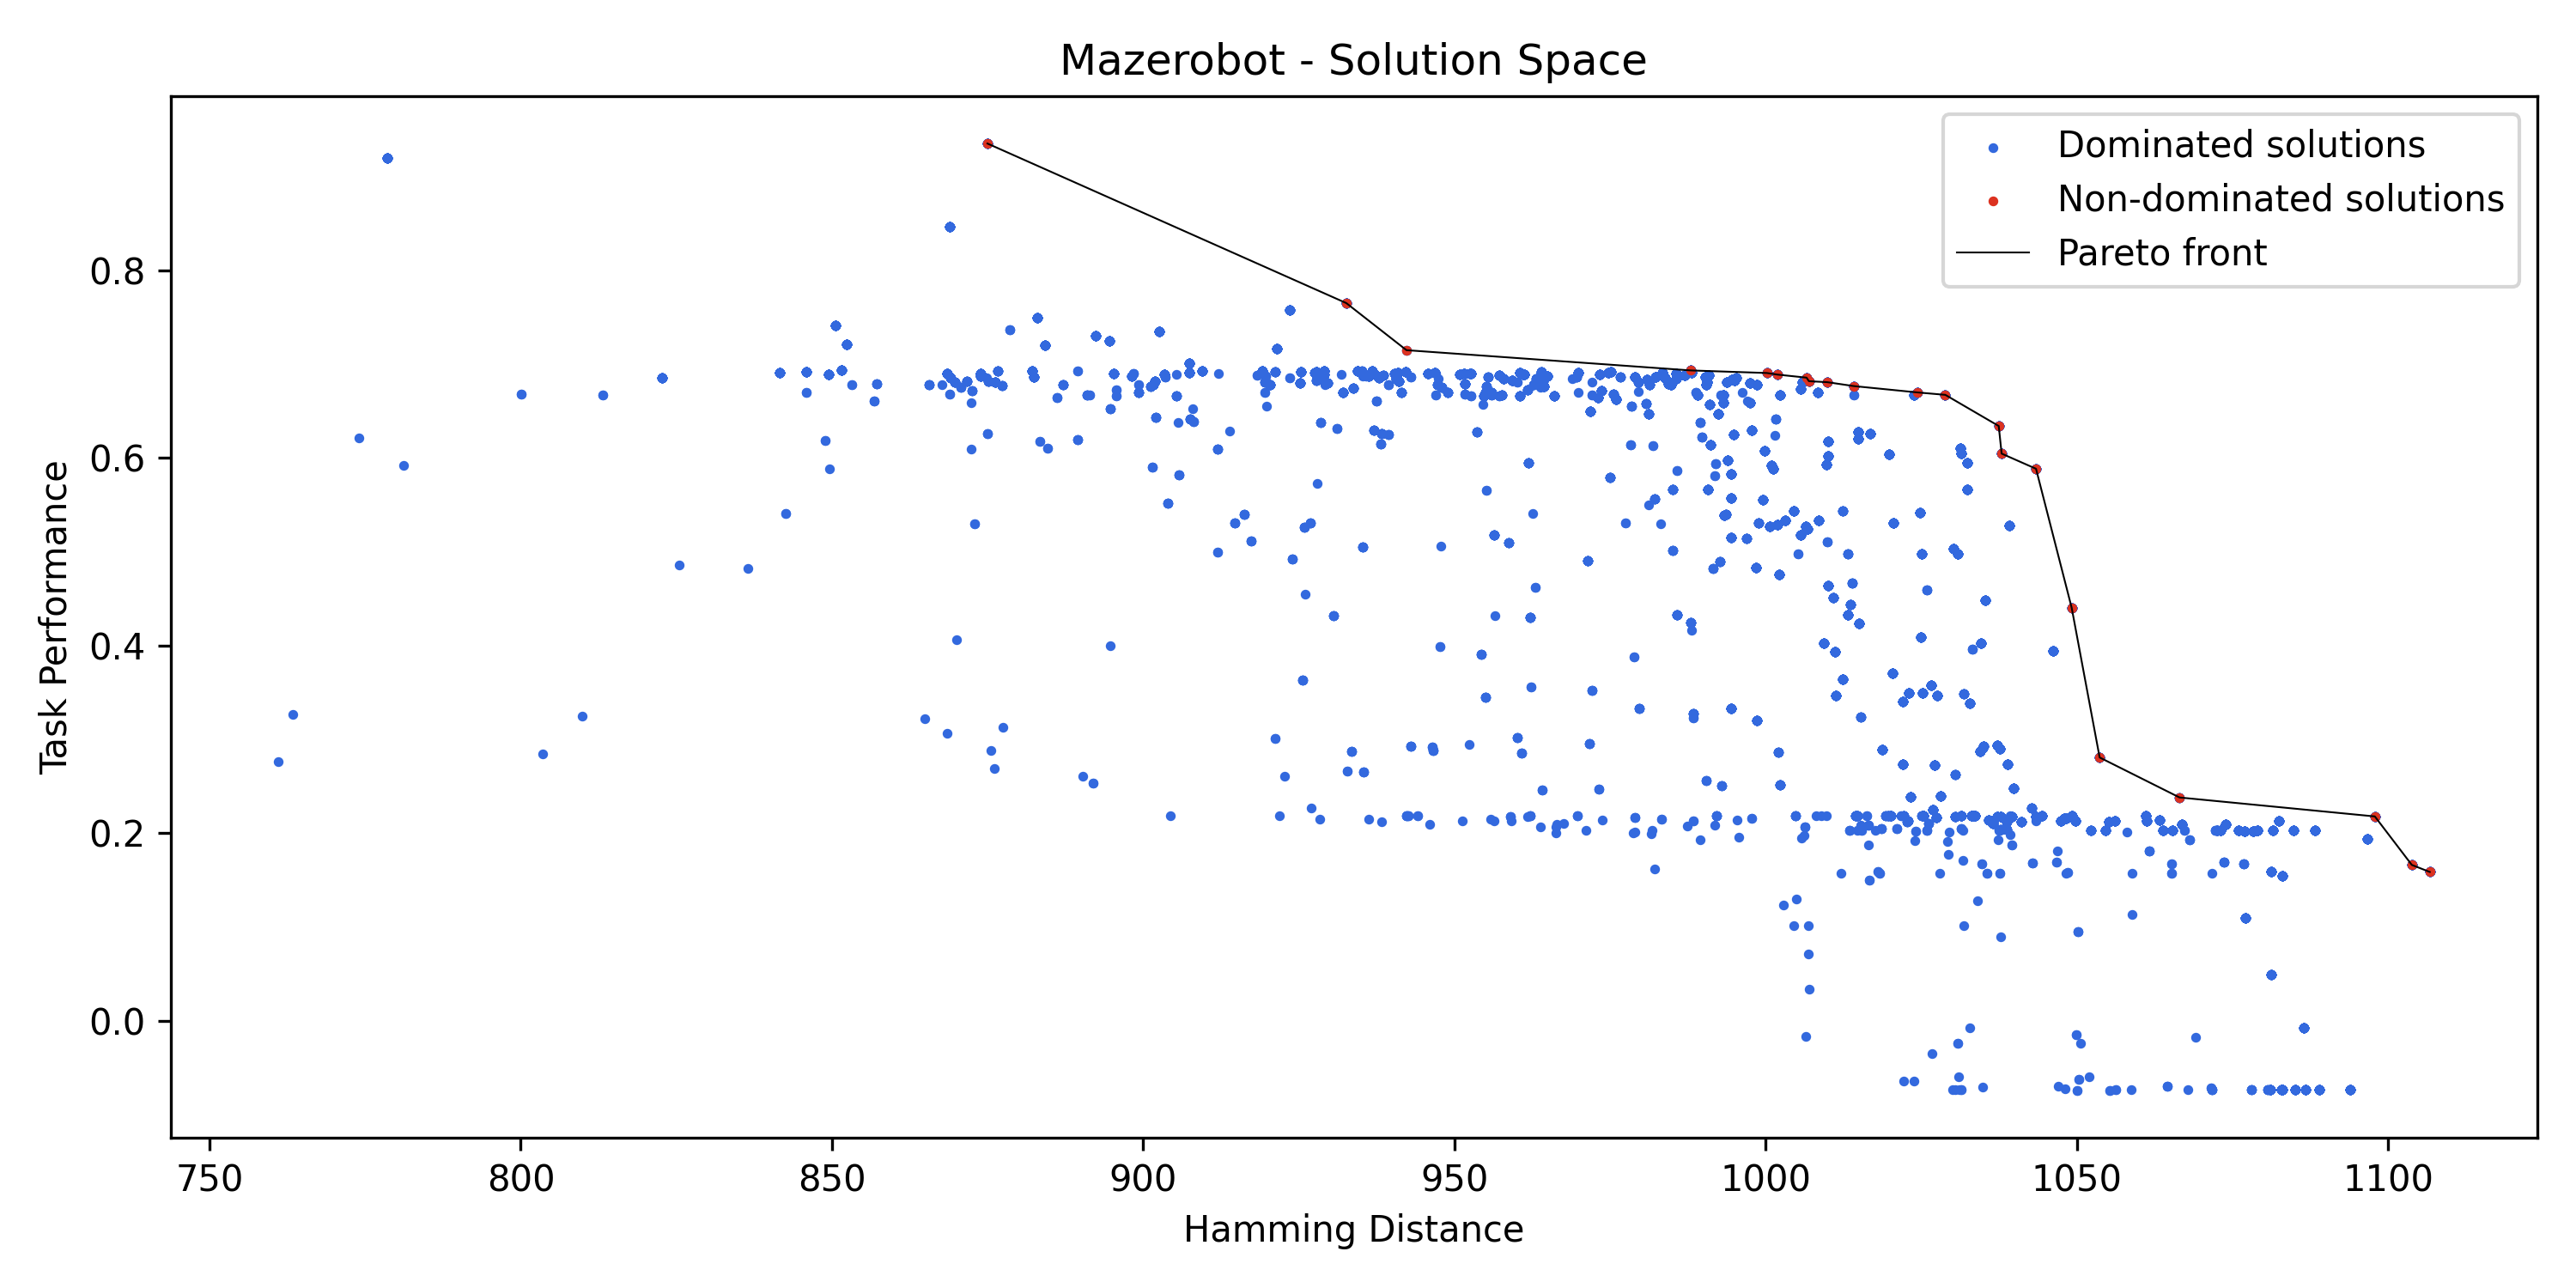 Mazerobot - Solution Space
Dominated solutions
Non-dominated solutions
Pareto front
0.8
0.6
0.4
0.2
0.0
Task Performance
750 800 850 900 950 1000 1050 1100
Hamming Distance